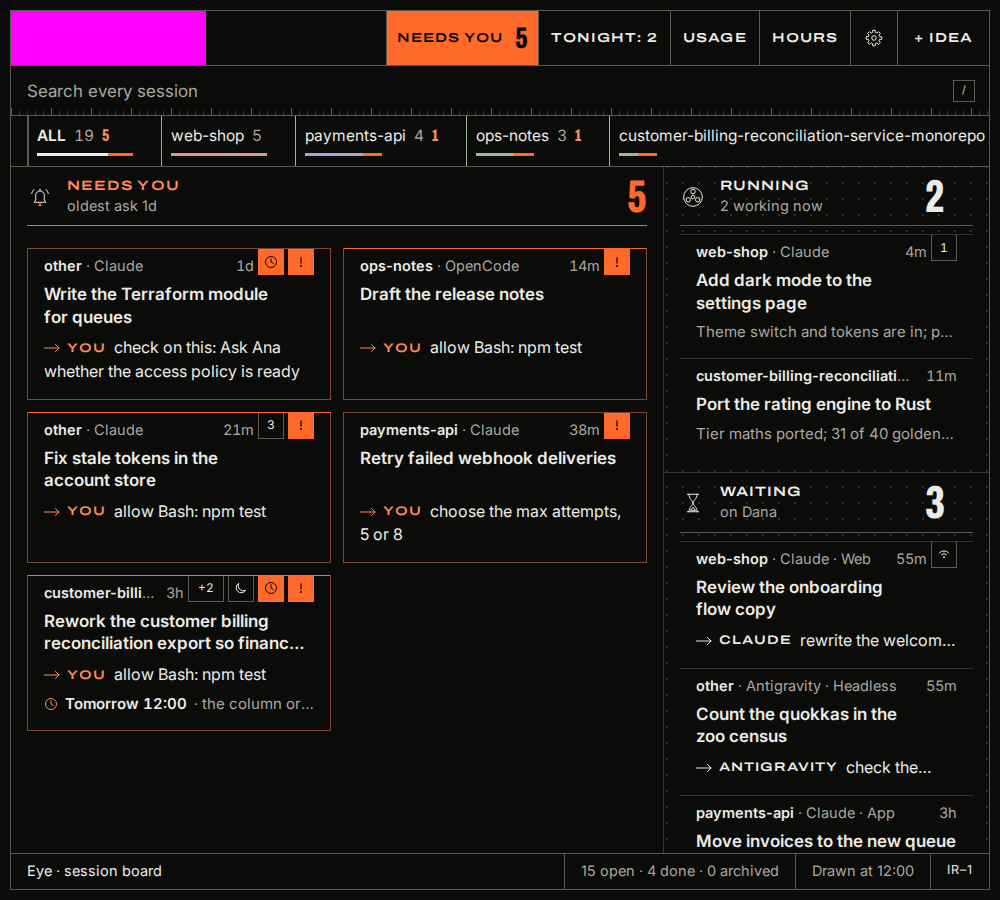 NEEDS YOU 5
TONIGHT: 2
USAGE
HOURS
+ IDEA
Search every session
/
ALL 19 5
web-shop 5
payments-api 4 1
ops-notes 3 1
customer-billing-reconciliation-service-monorepo
NEEDS YOU
oldest ask 1d
5
other · Claude 1d !
Write the Terraform module
for queues
→ YOU check on this: Ask Ana
whether the access policy is ready
ops-notes · OpenCode 14m !
Draft the release notes
→ YOU allow Bash: npm test
other · Claude 21m 3 !
Fix stale tokens in the
account store
→ YOU allow Bash: npm test
payments-api · Claude 38m !
Retry failed webhook deliveries
→ YOU choose the max attempts,
5 or 8
customer-billi... 3h +2 !
Rework the customer billing
reconciliation export so financ...
→ YOU allow Bash: npm test
Tomorrow 12:00 · the column or...
RUNNING
2 working now
2
web-shop · Claude 4m 1
Add dark mode to the
settings page
Theme switch and tokens are in; p...
customer-billing-reconciliati... 11m
Port the rating engine to Rust
Tier maths ported; 31 of 40 golden...
WAITING
on Dana
3
web-shop · Claude · Web 55m
Review the onboarding
flow copy
→ CLAUDE rewrite the welcom...
other · Antigravity · Headless 55m
Count the quokkas in the
zoo census
→ ANTIGRAVITY check the...
payments-api · Claude · App 3h
Move invoices to the new queue
Eye · session board
15 open · 4 done · 0 archived
Drawn at 12:00
IR–1